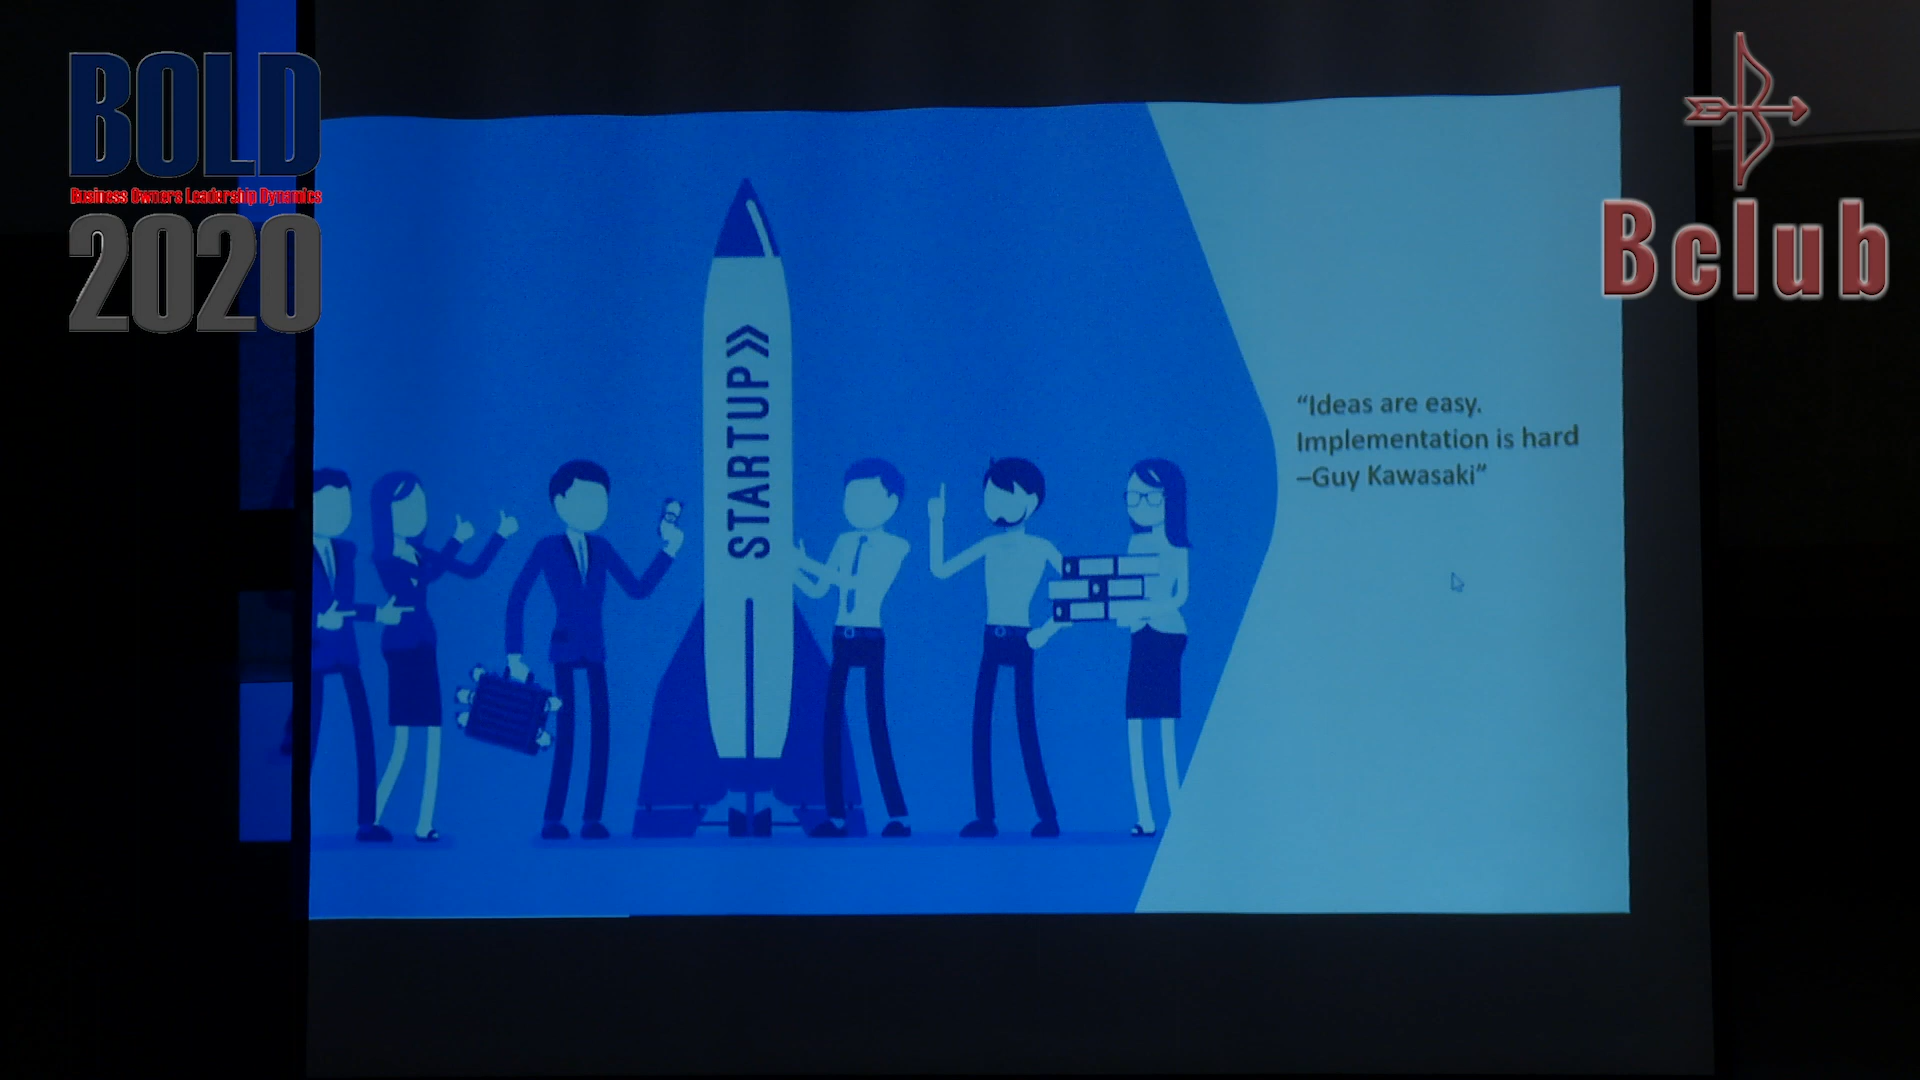 BOLD
Business Owners Leadership Dynamics
2020
Bclub
STARTUP
“Ideas are easy.
Implementation is hard
–Guy Kawasaki”